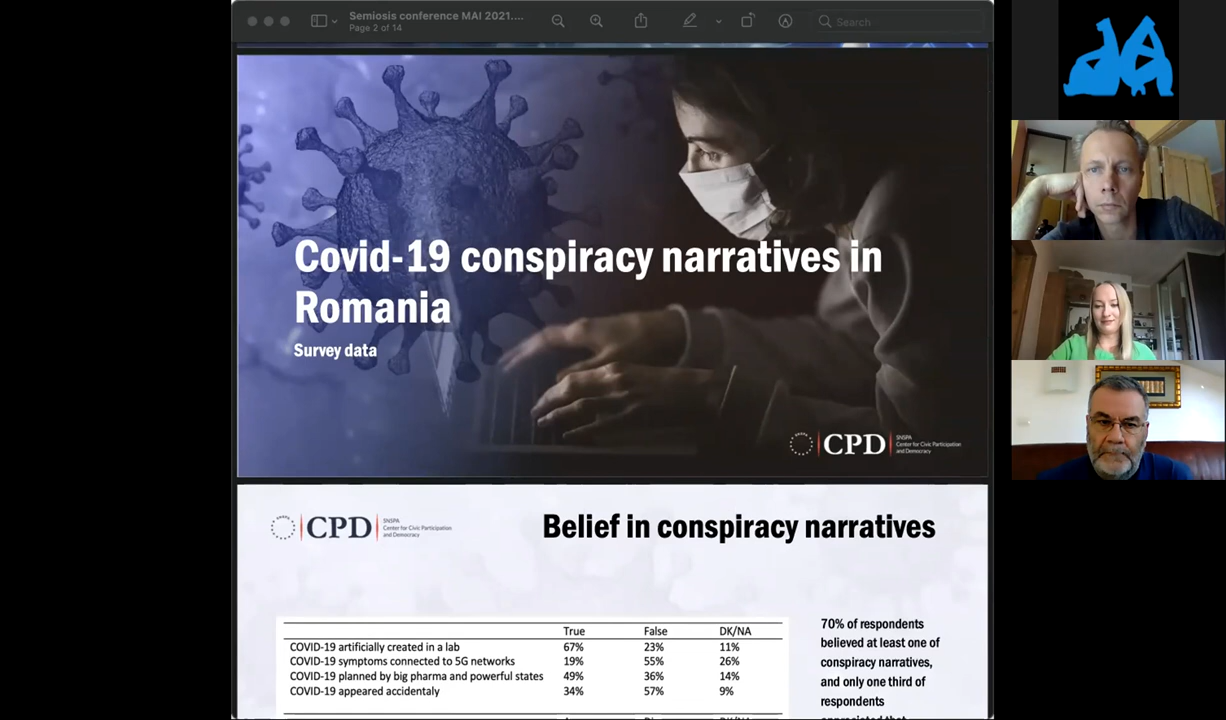 Semiosis conference MAI 2021....
Page 2 of 14
Search
Covid-19 conspiracy narratives in
Romania
Survey data
CPD
SNSPA
Center for Civic Participation
and Democracy
CPD
SNSPA
Center for Civic Participation
and Democracy
Belief in conspiracy narratives
True False DK/NA
COVID-19 artificially created in a lab 67% 23% 11%
COVID-19 symptoms connected to 5G networks 19% 55% 26%
COVID-19 planned by big pharma and powerful states 49% 36% 14%
COVID-19 appeared accidentaly 34% 57% 9%
70% of respondents
believed at least one of
conspiracy narratives,
and only one third of
respondents